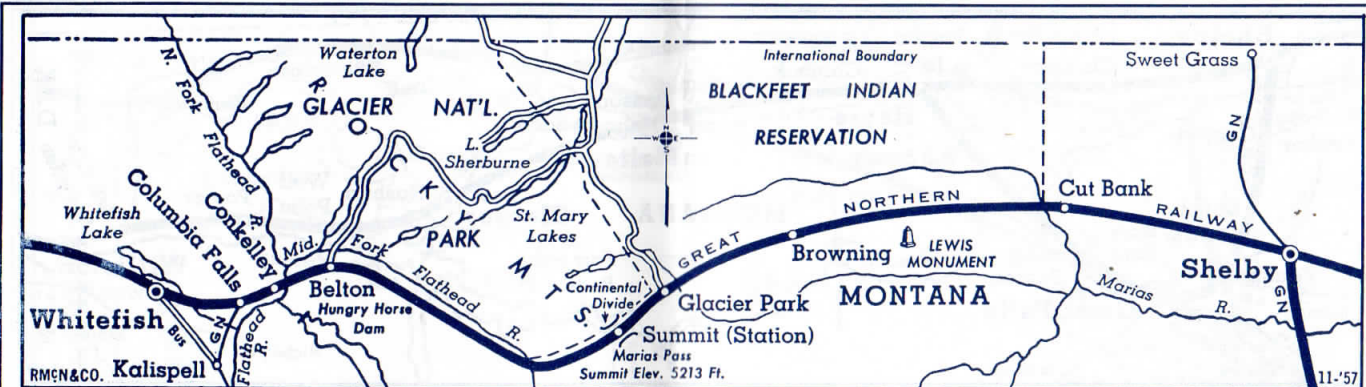 N. Fork Flathead R.
Waterton
Lake
GLACIER NAT'L.
PARK
R
O
C
K
Y
M
T
S.
L.
Sherburne
St. Mary
Lakes
International Boundary
BLACKFEET INDIAN
RESERVATION
N
S
Sweet Grass
GN
Whitefish
Lake
Columbia Falls
Conkelley
Mid. Fork Flathead R.
Whitefish
Bus
GN
Flathead
R.
Kalispell
Belton
Hungry Horse
Dam
Continental
Divide
Glacier Park
Summit (Station)
Marias Pass
Summit Elev. 5213 Ft.
GREAT NORTHERN RAILWAY
Browning
LEWIS
MONUMENT
MONTANA
Cut Bank
Marias R.
Shelby
GN
RMCN&CO.
11-'57